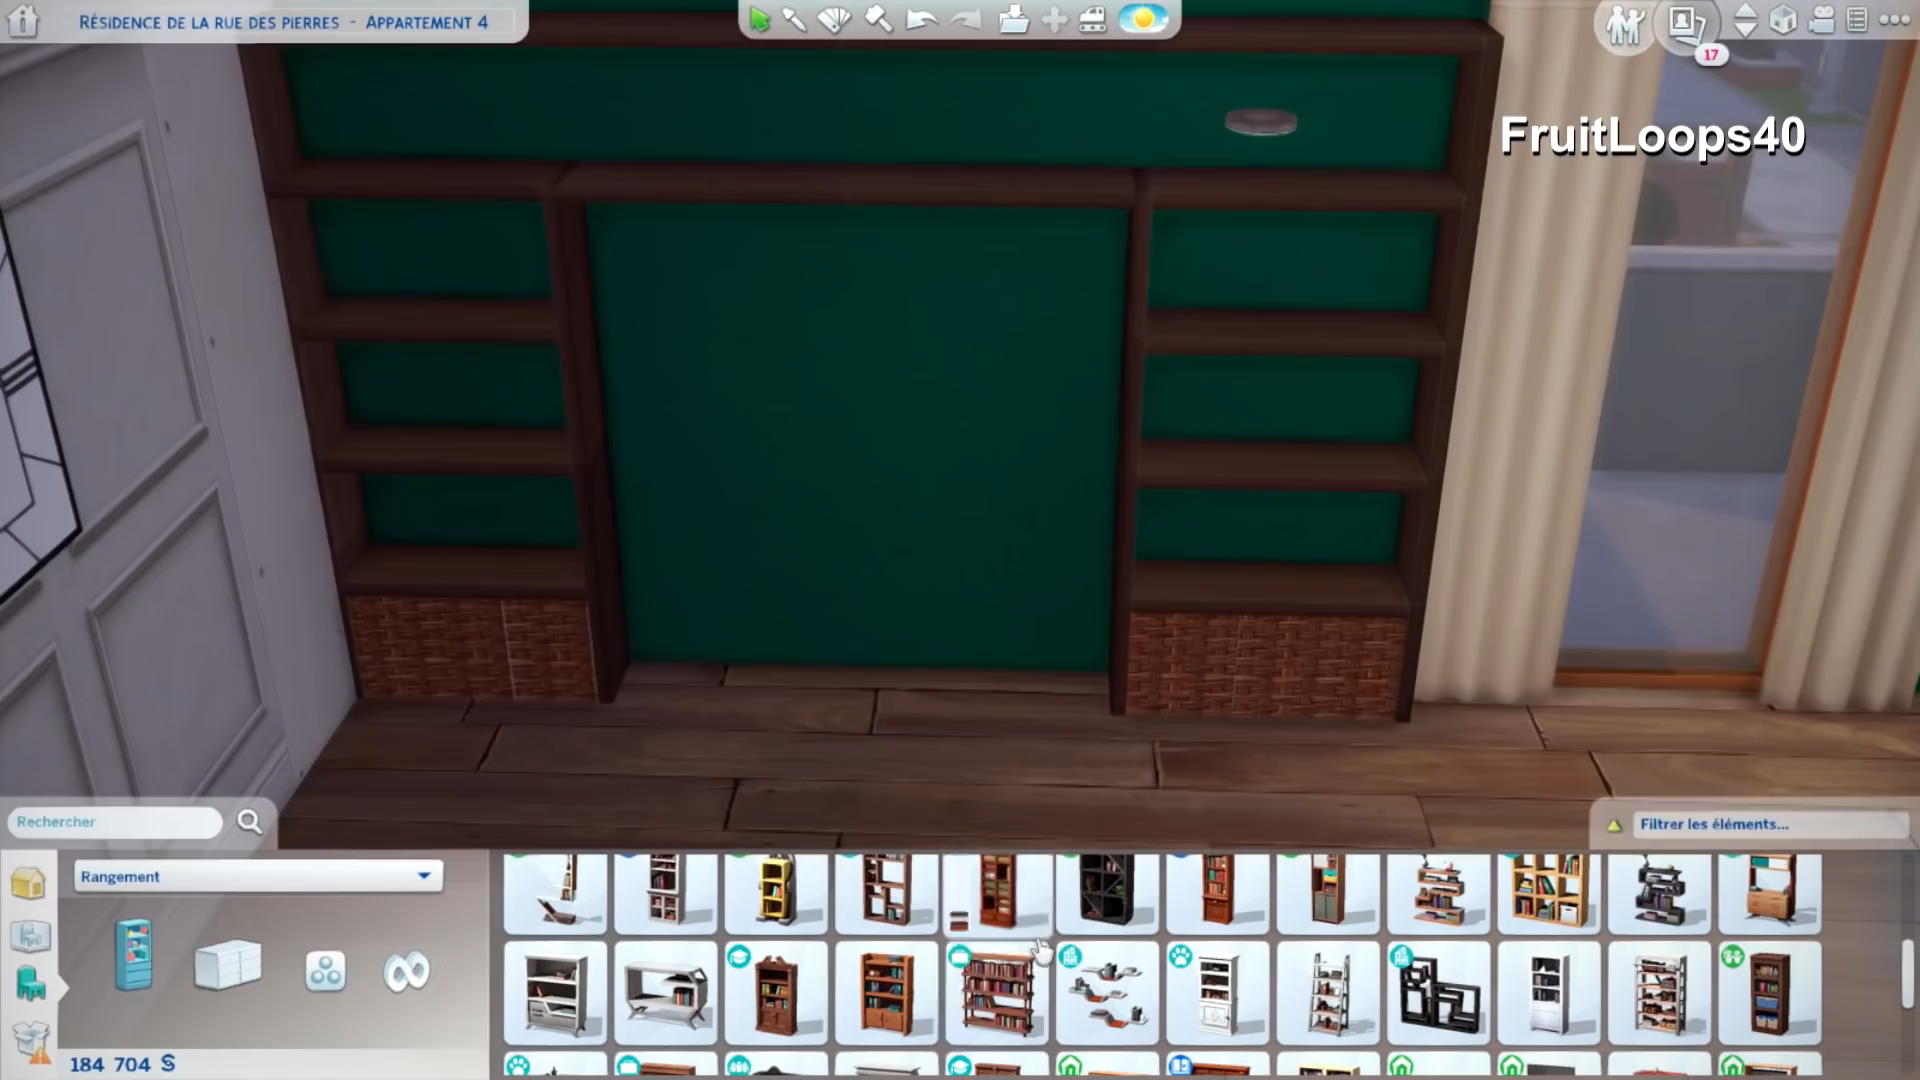 RÉSIDENCE DE LA RUE DES PIERRES - APPARTEMENT 4
17
FruitLoops40
Rechercher
Filtrer les éléments...
Rangement
184 704 §